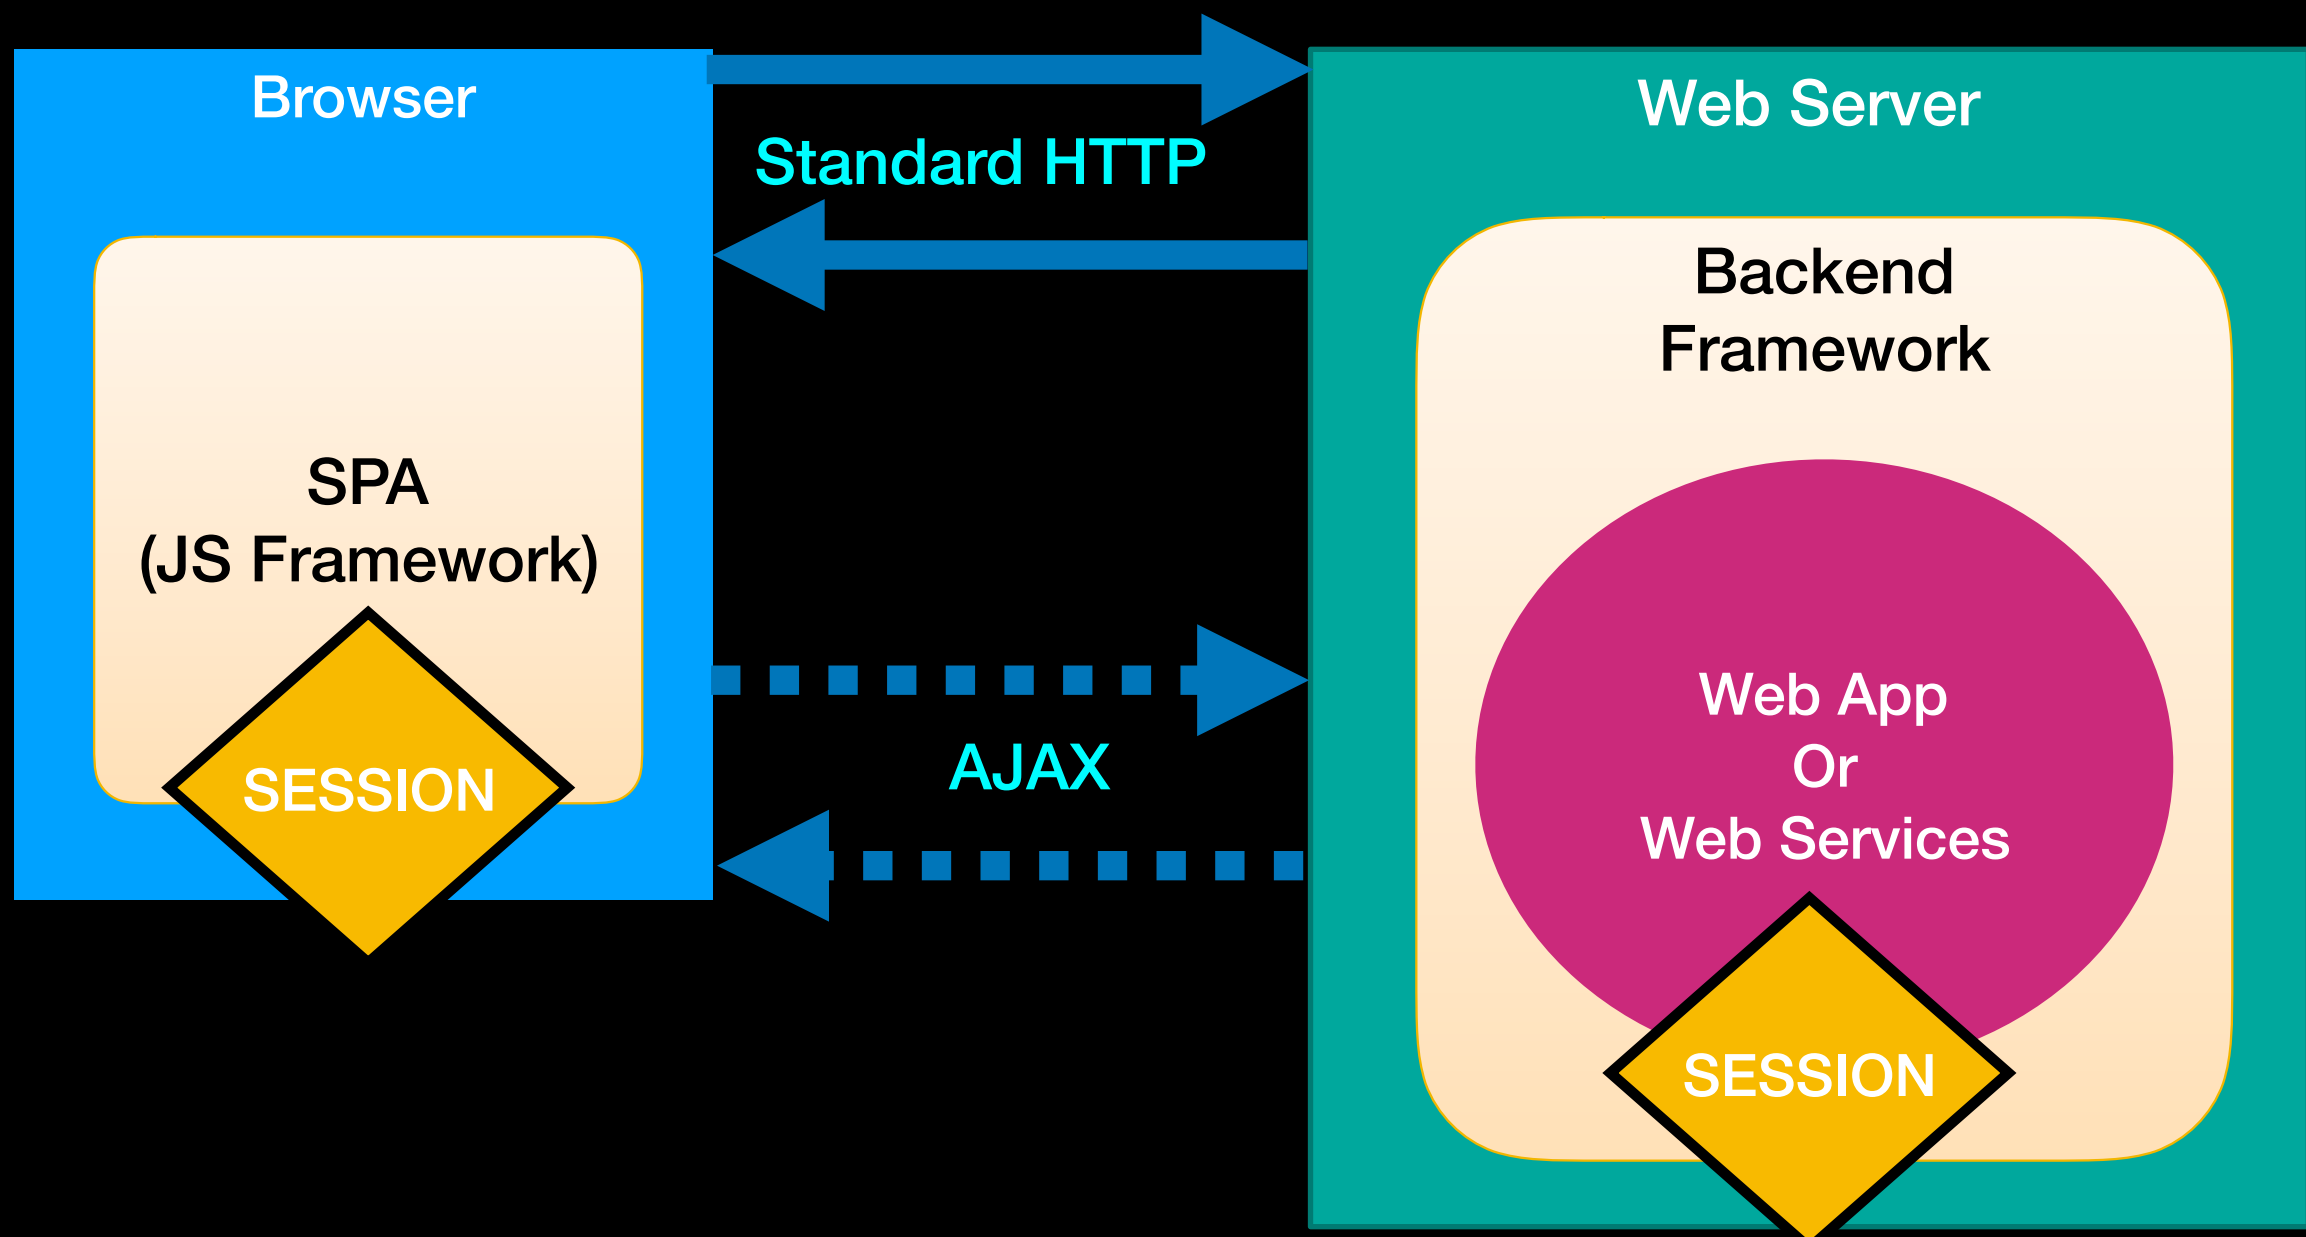 Browser
Standard HTTP
Web Server
Backend
Framework
SPA
(JS Framework)
SESSION
AJAX
Web App
Or
Web Services
SESSION